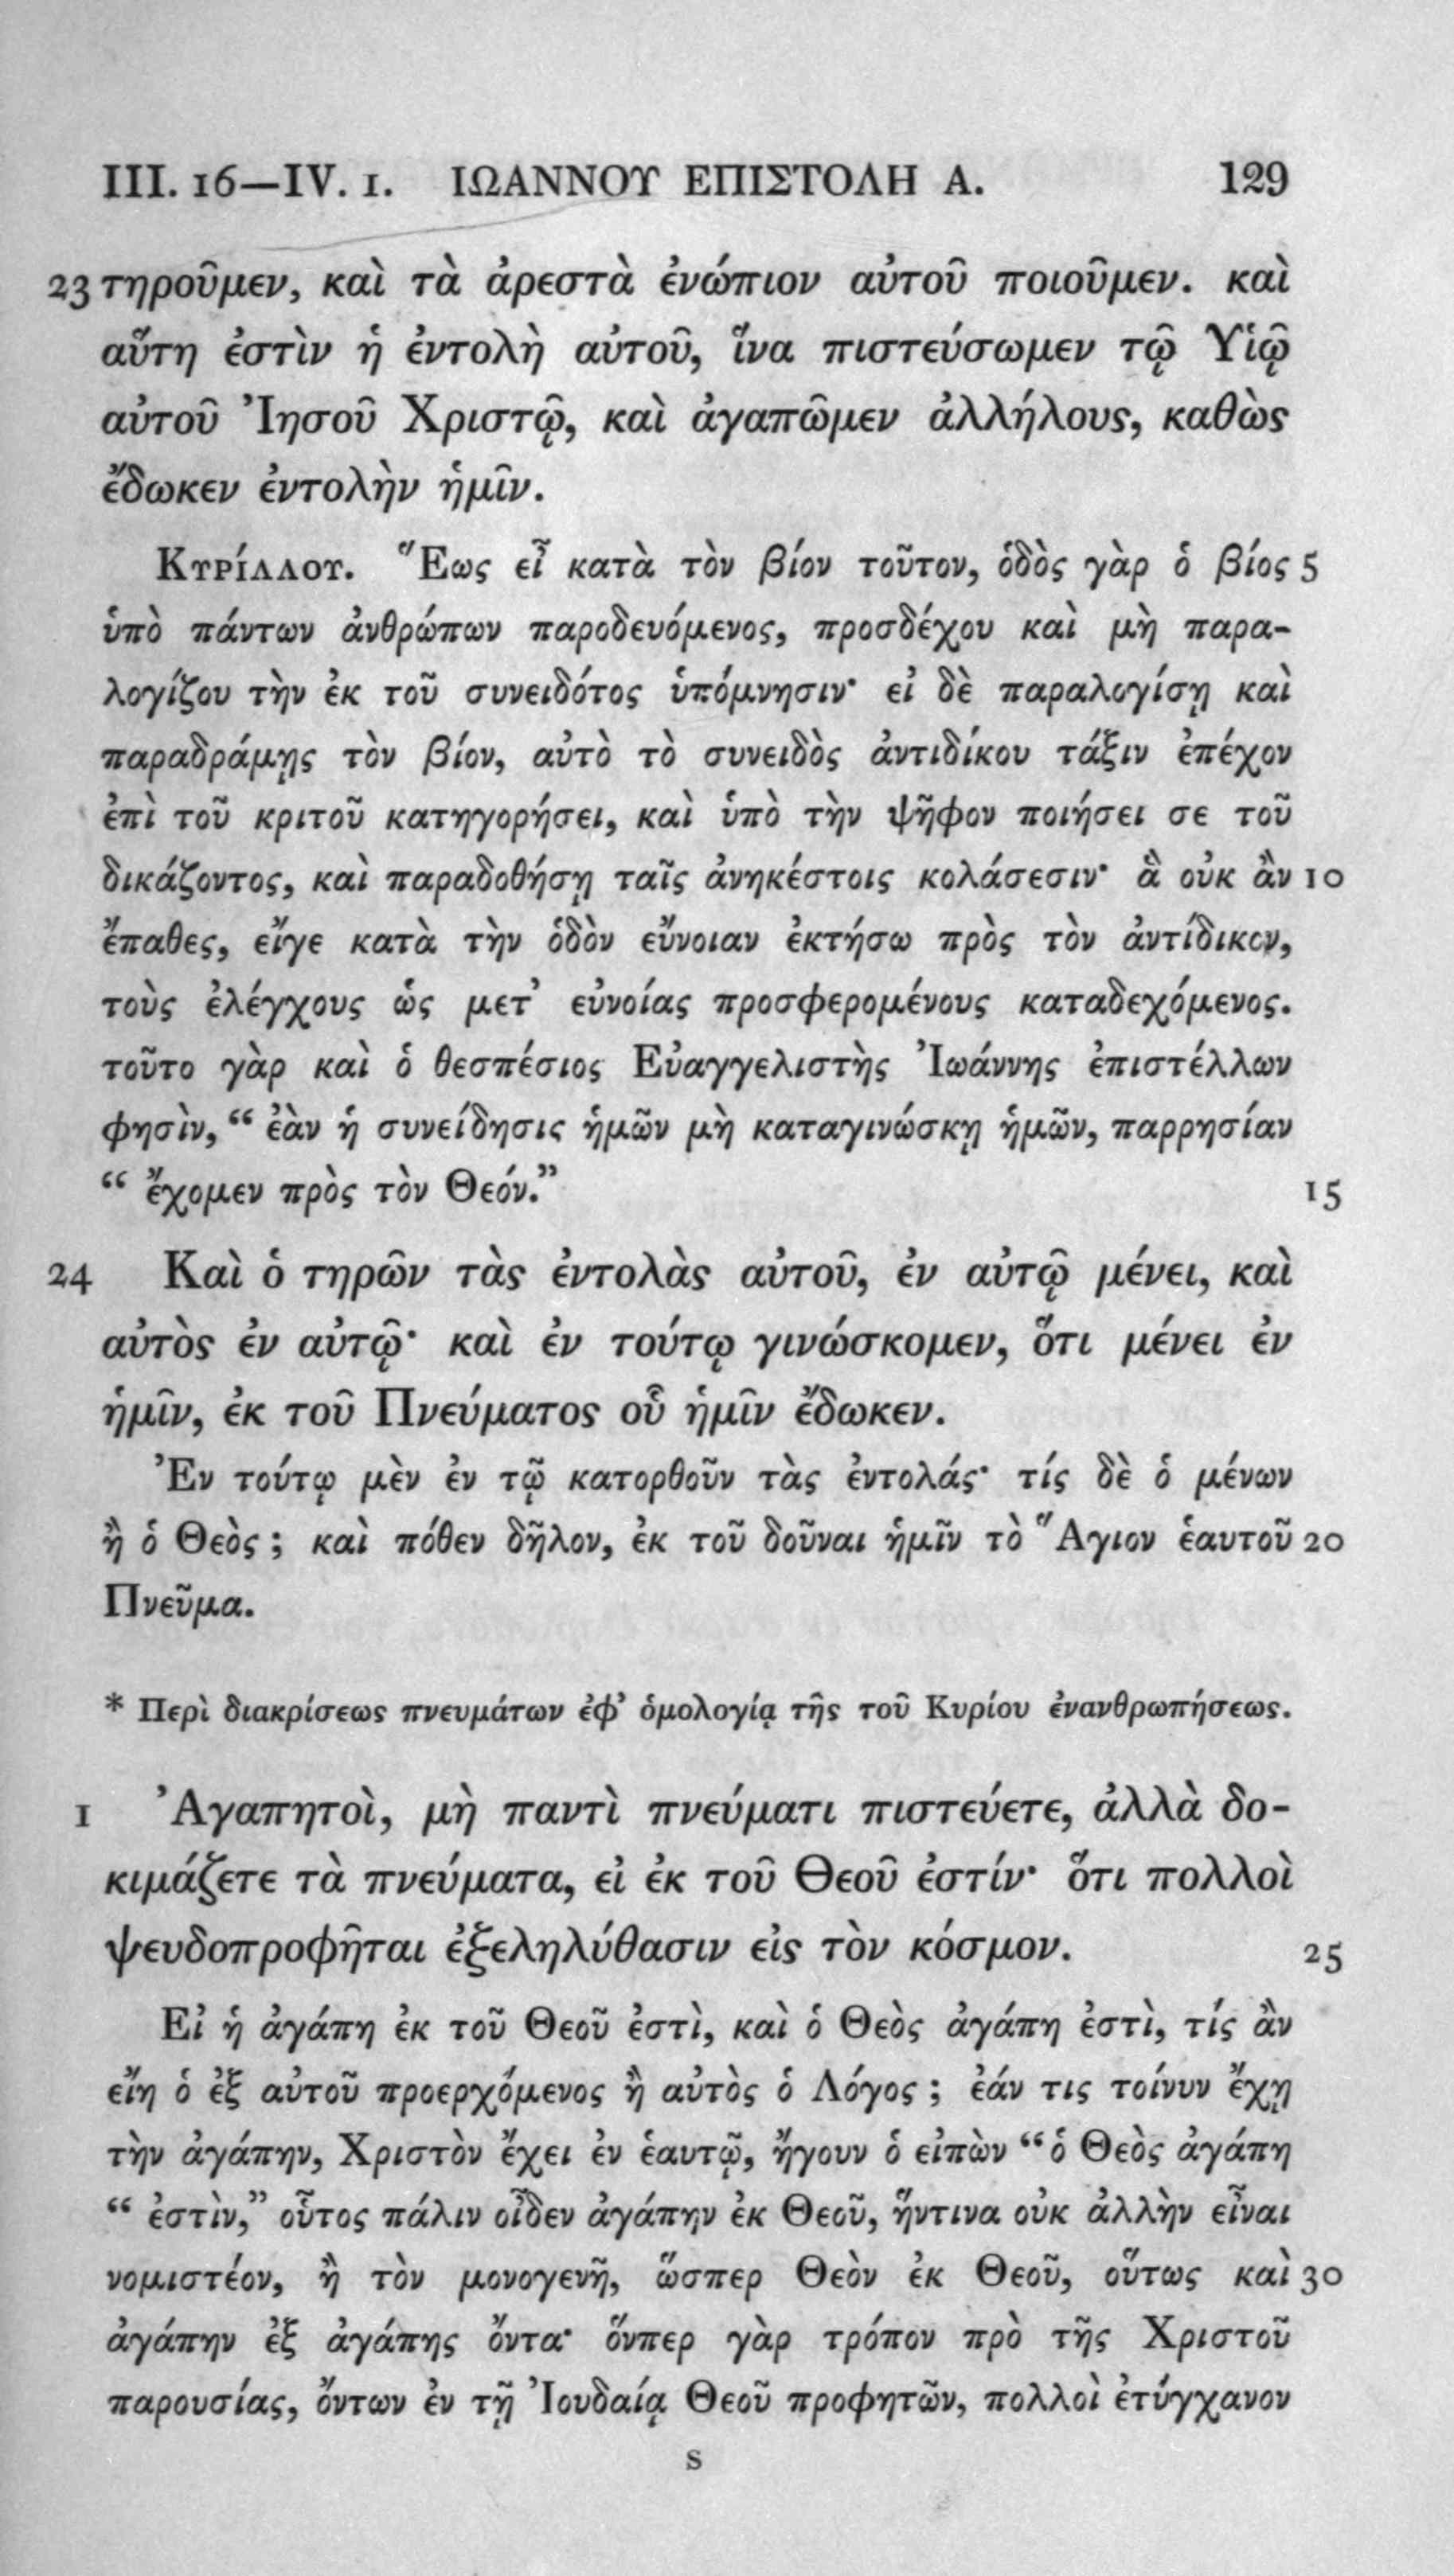 III. 16—IV. 1. ΙΩΑΝΝΟΥ ΕΠΙΣΤΟΛΗ Α. 129
23 τηροῦμεν, καὶ τὰ ἀρεστὰ ἐνώπιον αὐτοῦ ποιοῦμεν. καὶ
αὕτη ἐστὶν ἡ ἐντολὴ αὐτοῦ, ἵνα πιστεύσωμεν τῷ Υἱῷ
αὐτοῦ Ἰησοῦ Χριστῷ, καὶ ἀγαπῶμεν ἀλλήλους, καθὼς
ἔδωκεν ἐντολὴν ἡμῖν.
Κυρίλλου. Ἕως εἶ κατὰ τὸν βίον τοῦτον, ὁδὸς γὰρ ὁ βίος 5
ὑπὸ πάντων ἀνθρώπων παροδευόμενος, προσδέχου καὶ μὴ παρα-
λογίζου τὴν ἐκ τοῦ συνειδότος ὑπόμνησιν· εἰ δὲ παραλογίσῃ καὶ
παραδράμῃς τὸν βίον, αὐτὸ τὸ συνειδὸς ἀντιδίκου τάξιν ἐπέχον
ἐπὶ τοῦ κριτοῦ κατηγορήσει, καὶ ὑπὸ τὴν ψῆφον ποιήσει σε τοῦ
δικάζοντος, καὶ παραδοθήσῃ ταῖς ἀνηκέστοις κολάσεσιν· ἃ οὐκ ἂν 10
ἔπαθες, εἴγε κατὰ τὴν ὁδὸν εὔνοιαν ἐκτήσω πρὸς τὸν ἀντίδικον,
τοὺς ἐλέγχους ὡς μετ’ εὐνοίας προσφερομένους καταδεχόμενος.
τοῦτο γὰρ καὶ ὁ θεσπέσιος Εὐαγγελιστὴς Ἰωάννης ἐπιστέλλων
φησὶν, “ ἐὰν ἡ συνείδησις ἡμῶν μὴ καταγινώσκῃ ἡμῶν, παρρησίαν
“ ἔχομεν πρὸς τὸν Θεόν.” 15
24 Καὶ ὁ τηρῶν τὰς ἐντολὰς αὐτοῦ, ἐν αὐτῷ μένει, καὶ
αὐτὸς ἐν αὐτῷ· καὶ ἐν τούτῳ γινώσκομεν, ὅτι μένει ἐν
ἡμῖν, ἐκ τοῦ Πνεύματος οὗ ἡμῖν ἔδωκεν.
Ἐν τούτῳ μὲν ἐν τῷ κατορθοῦν τὰς ἐντολάς· τίς δὲ ὁ μένων
ἢ ὁ Θεὸς ; καὶ πόθεν δῆλον, ἐκ τοῦ δοῦναι ἡμῖν τὸ Ἅγιον ἑαυτοῦ 20
Πνεῦμα.
* Περὶ διακρίσεως πνευμάτων ἐφ’ ὁμολογίᾳ τῆς τοῦ Κυρίου ἐνανθρωπήσεως.
1 Ἀγαπητοὶ, μὴ παντὶ πνεύματι πιστεύετε, ἀλλὰ δο-
κιμάζετε τὰ πνεύματα, εἰ ἐκ τοῦ Θεοῦ ἐστίν· ὅτι πολλοὶ
ψευδοπροφῆται ἐξεληλύθασιν εἰς τὸν κόσμον. 25
Εἰ ἡ ἀγάπη ἐκ τοῦ Θεοῦ ἐστὶ, καὶ ὁ Θεὸς ἀγάπη ἐστὶ, τίς ἂν
εἴη ὁ ἐξ αὐτοῦ προερχόμενος ἢ αὐτὸς ὁ Λόγος ; ἐάν τις τοίνυν ἔχῃ
τὴν ἀγάπην, Χριστὸν ἔχει ἐν ἑαυτῷ, ἤγουν ὁ εἰπὼν “ ὁ Θεὸς ἀγάπη
“ ἐστὶν,” οὗτος πάλιν οἶδεν ἀγάπην ἐκ Θεοῦ, ἥντινα οὐκ ἀλλὴν εἶναι
νομιστέον, ἢ τὸν μονογενῆ, ὥσπερ Θεὸν ἐκ Θεοῦ, οὕτως καὶ 30
ἀγάπην ἐξ ἀγάπης ὄντα· ὅνπερ γὰρ τρόπον πρὸ τῆς Χριστοῦ
παρουσίας, ὄντων ἐν τῇ Ἰουδαίᾳ Θεοῦ προφητῶν, πολλοὶ ἐτύγχανον
S